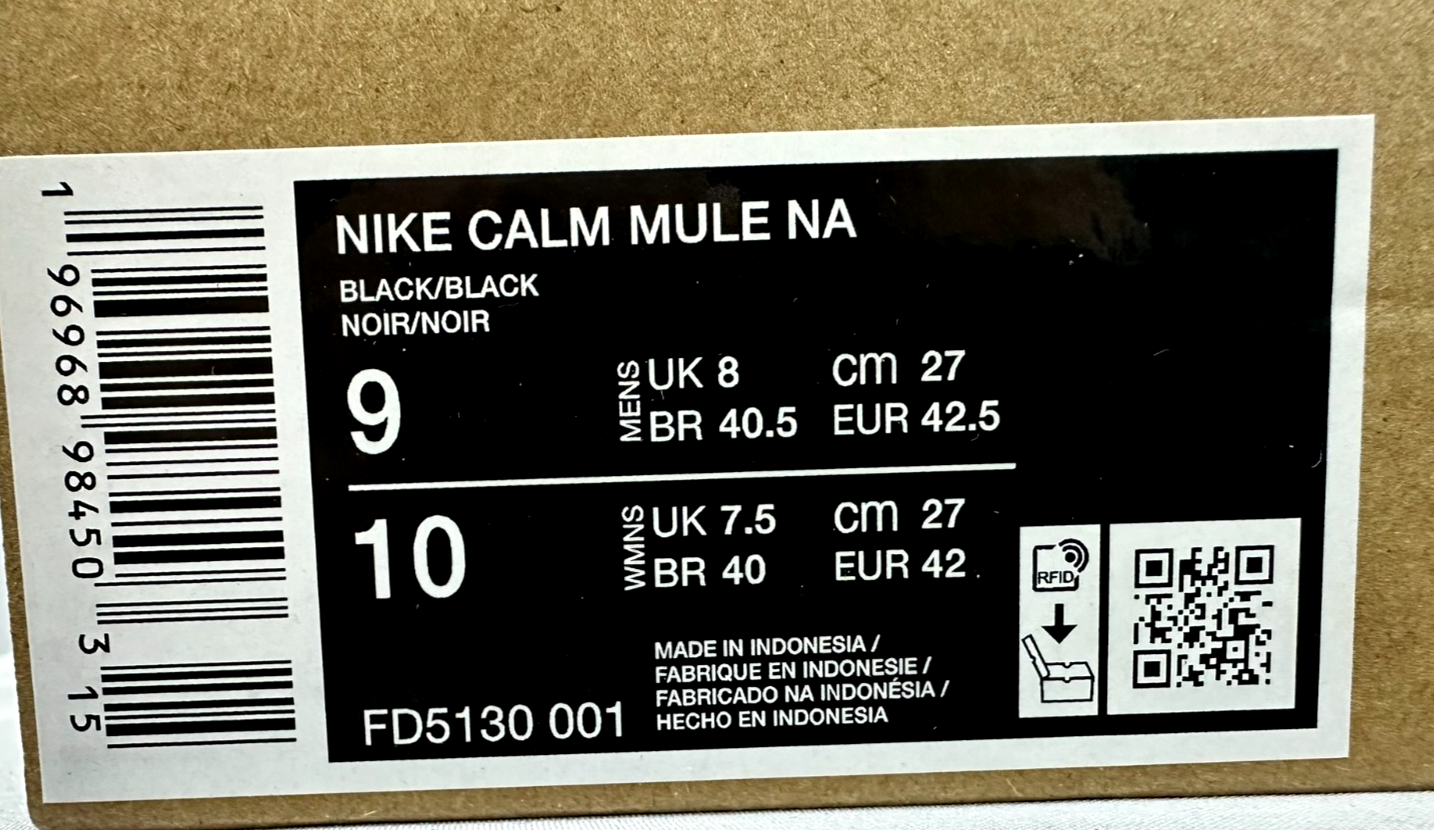 1 96968 98450 3 15
NIKE CALM MULE NA
BLACK/BLACK
NOIR/NOIR
9
MENS
UK 8 cm 27
BR 40.5 EUR 42.5
10
WMNS
UK 7.5 cm 27
BR 40 EUR 42
MADE IN INDONESIA /
FABRIQUE EN INDONESIE /
FABRICADO NA INDONÉSIA /
HECHO EN INDONESIA
FD5130 001
RFID